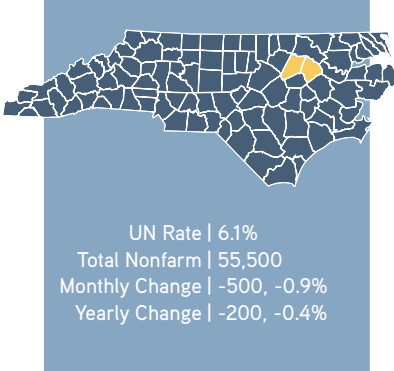 UN Rate | 6.1%
Total Nonfarm | 55,500
Monthly Change | -500, -0.9%
Yearly Change | -200, -0.4%